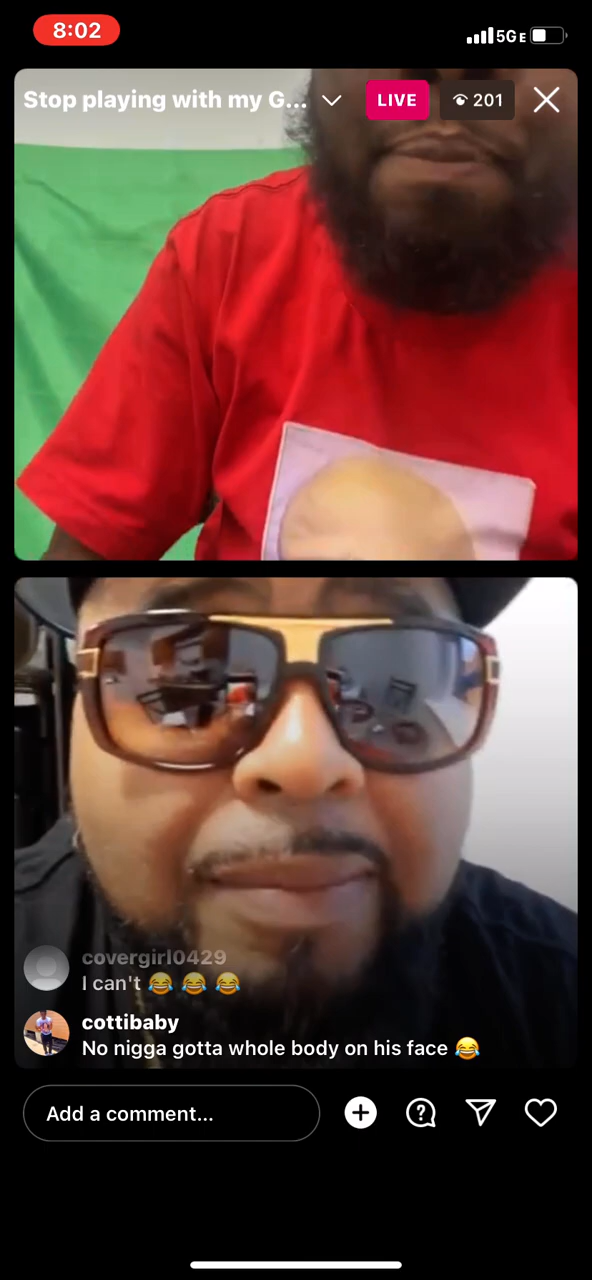 8:02
5GE
Stop playing with my G...
LIVE
201
covergirl0429
I can't 😂 😂 😂
cottibaby
No nigga gotta whole body on his face 😂
Add a comment...